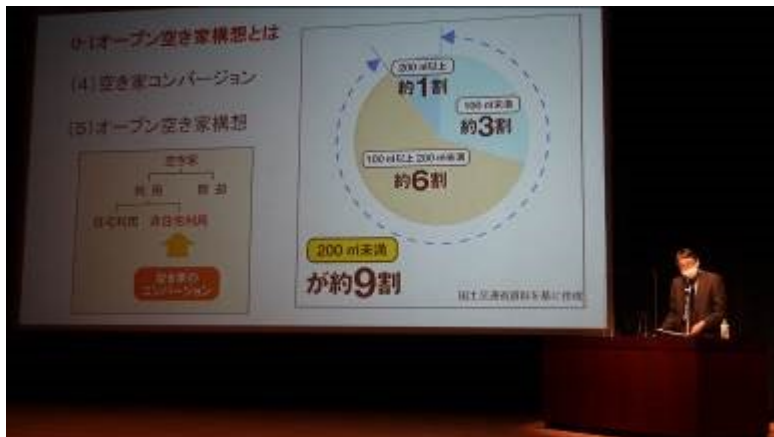 オープン空き家構想とは
(4)空き家コンバージョン
(5)オープン空き家構想
空き家
利用 除却
住宅利用 非住宅利用
空き家の
コンバージョン
200㎡以上
約1割
100㎡未満
約3割
100㎡以上200㎡未満
約6割
200㎡未満
が約9割
国土交通省資料を基に作成